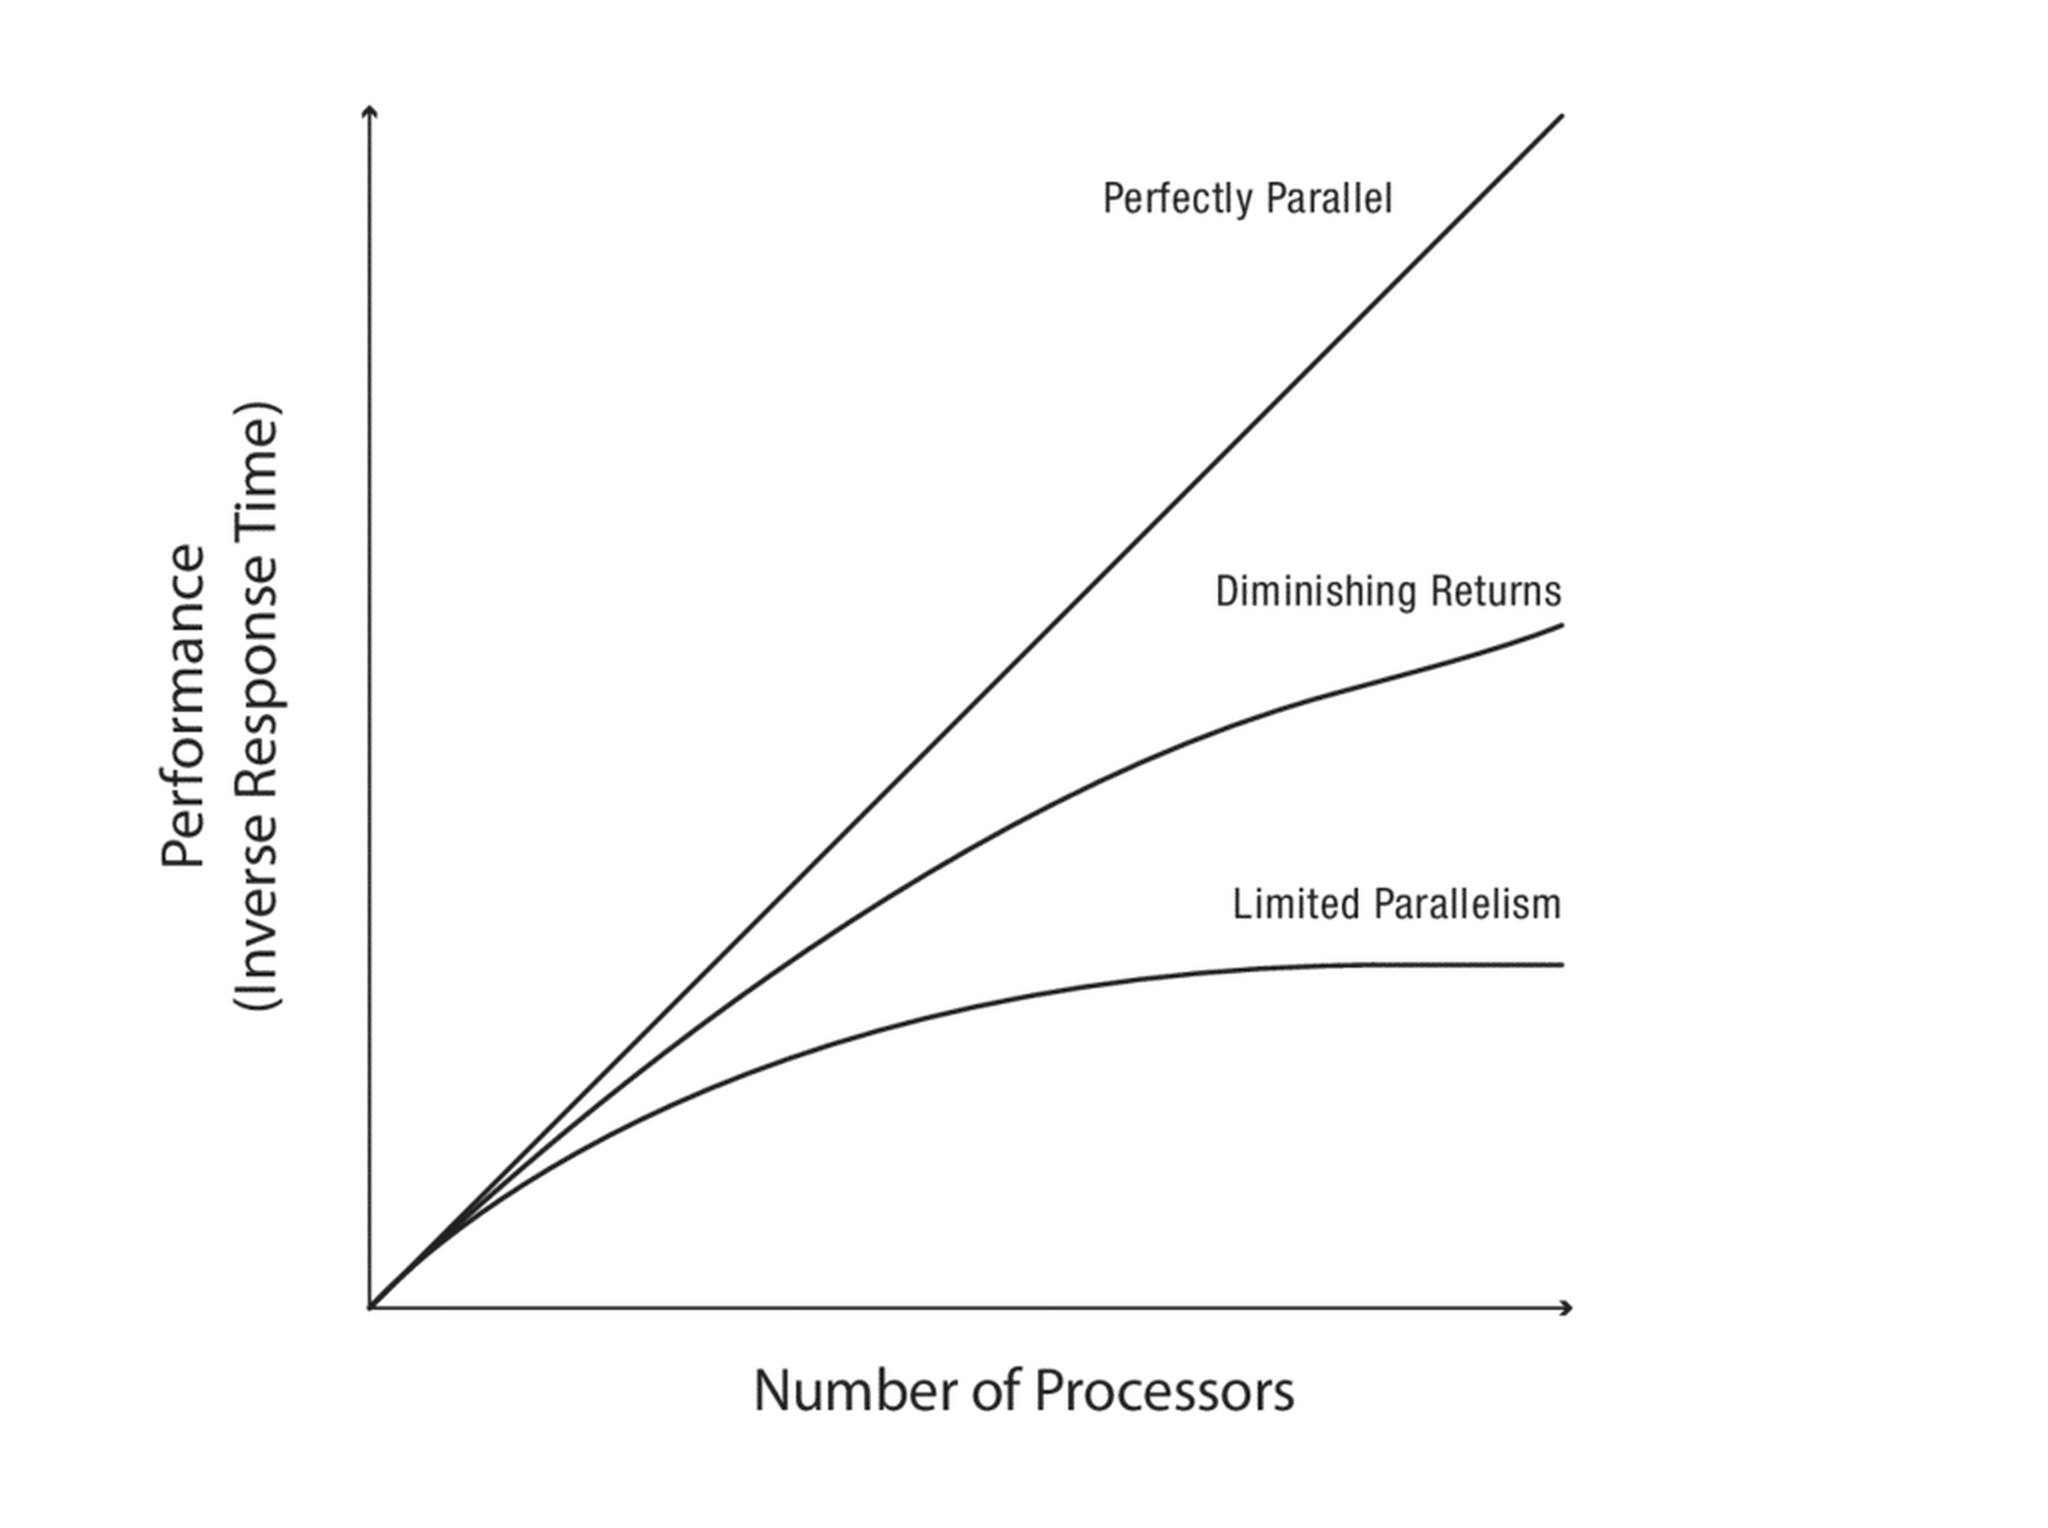 Perfectly Parallel
Diminishing Returns
Limited Parallelism
Performance
(Inverse Response Time)
Number of Processors